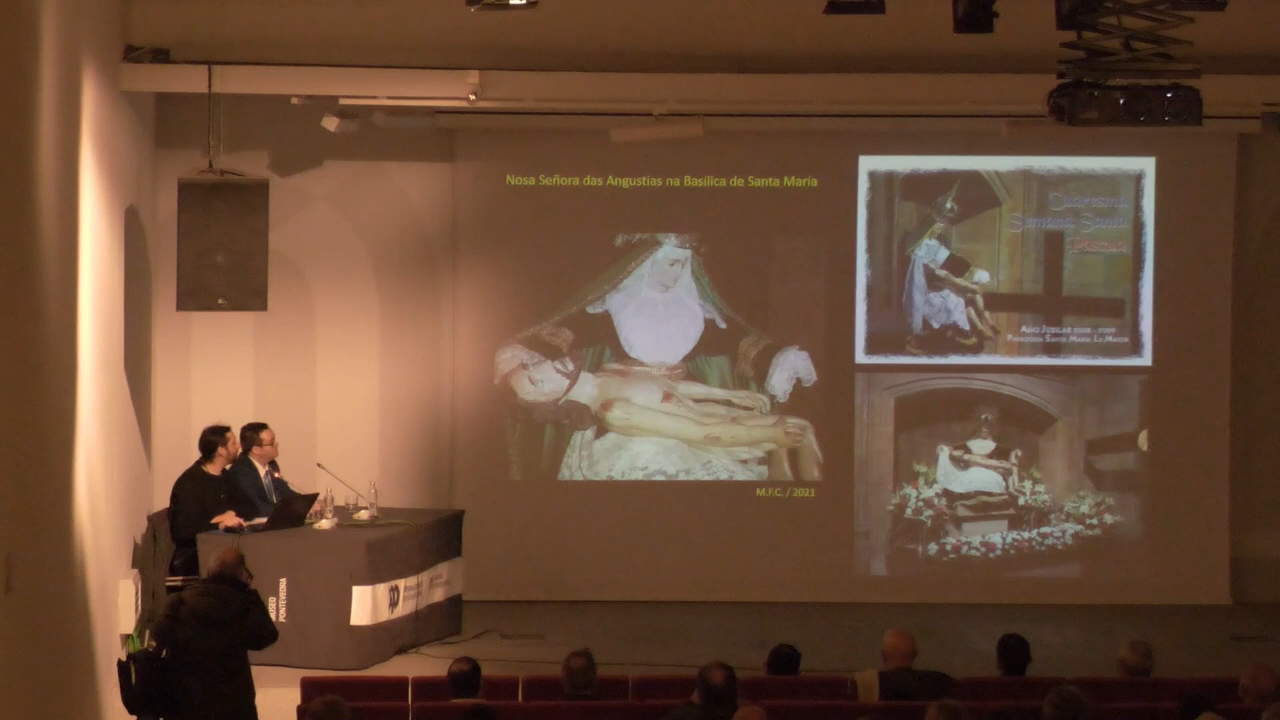 Nosa Señora das Angustias na Basílica de Santa María
Cuaresma
Semana Santa
Pascua
Año Jubilar 2008 - 2009
Parroquia Santa María La Mayor
M.F.C. / 2021
MUSEO
PONTEVEDRA